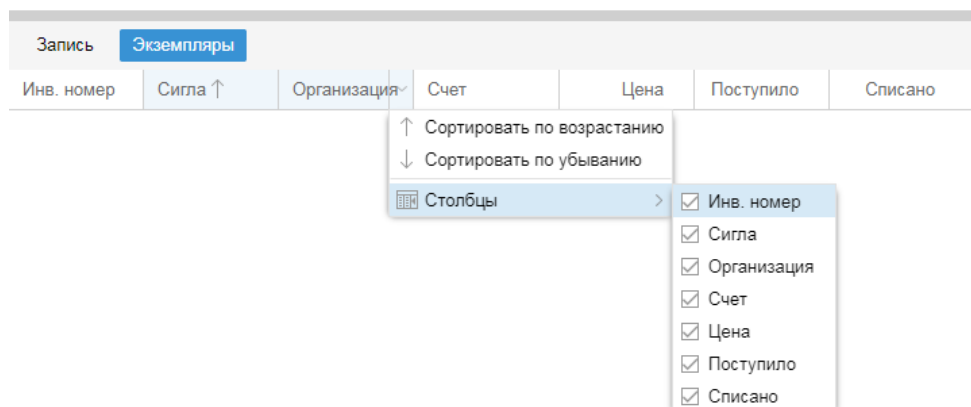 Запись Экземпляры
Инв. номер Сигла Организация Счет Цена Поступило Списано
Сортировать по возрастанию
Сортировать по убыванию
Столбцы
Инв. номер
Сигла
Организация
Счет
Цена
Поступило
Списано